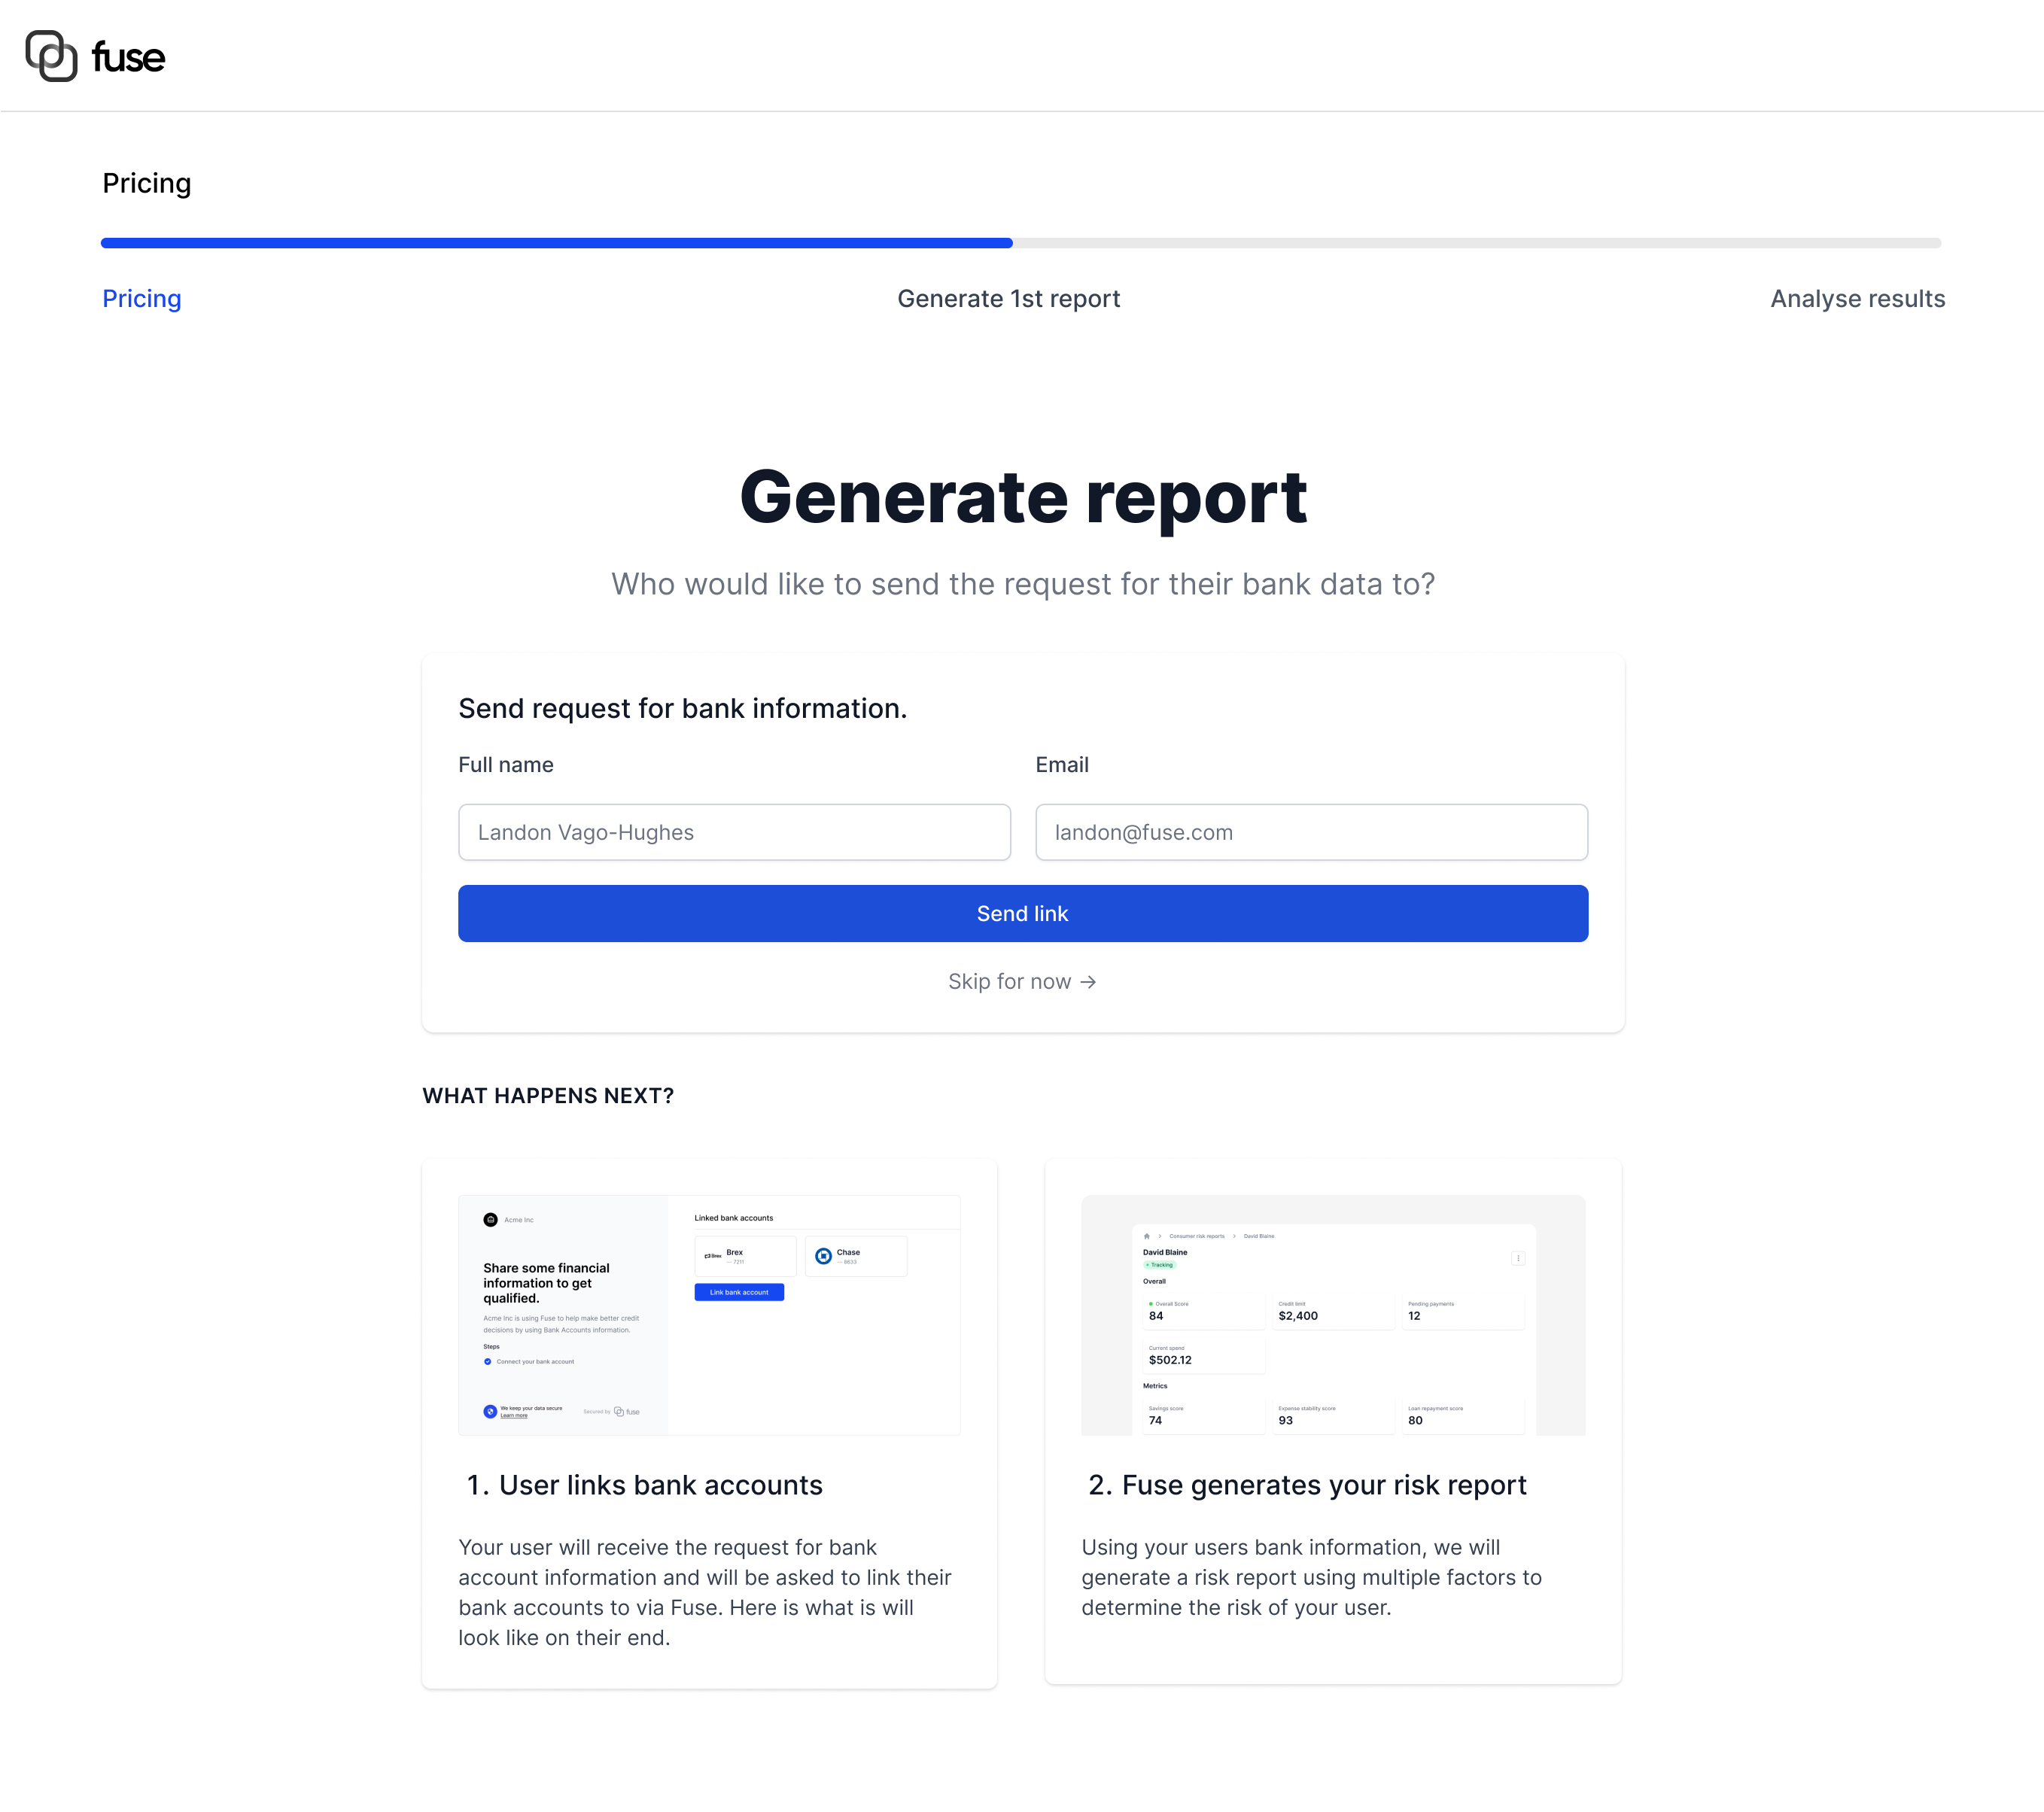 fuse
Pricing
Pricing
Generate 1st report
Analyse results
Generate report
Who would like to send the request for their bank data to?
Send request for bank information.
Full name
Email
Landon Vago-Hughes
landon@fuse.com
Send link
Skip for now →
WHAT HAPPENS NEXT?
Acme Inc
Share some financial
information to get
qualified.
Acme Inc is using Fuse to help make better credit
decisions by using Bank Accounts information.
Steps
Connect your bank account
We keep your data secure
Learn more
Secured by fuse
Linked bank accounts
Brex
Brex
-- 7211
Chase
-- 8633
Link bank account
1. User links bank accounts
Your user will receive the request for bank
account information and will be asked to link their
bank accounts to via Fuse. Here is what is will
look like on their end.
Consumer risk reports > David Blaine
David Blaine
Tracking
Overall
Overall Score
84
Credit limit
$2,400
Pending payments
12
Current spend
$502.12
Metrics
Savings score
74
Expense stability score
93
Loan repayment score
80
2. Fuse generates your risk report
Using your users bank information, we will
generate a risk report using multiple factors to
determine the risk of your user.